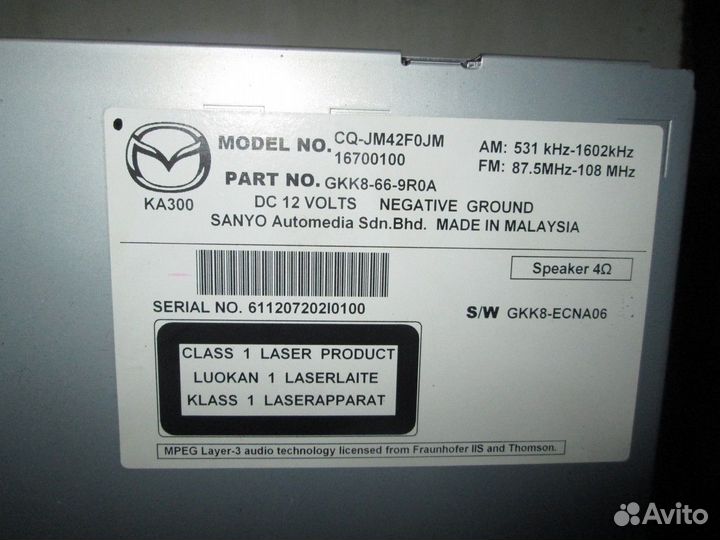 MODEL NO. CQ-JM42F0JM
16700100
AM: 531 kHz-1602kHz
FM: 87.5MHz-108 MHz
PART NO. GKK8-66-9R0A
KA300
DC 12 VOLTS NEGATIVE GROUND
SANYO Automedia Sdn.Bhd. MADE IN MALAYSIA
Speaker 4Ω
SERIAL NO. 611207202I0100
S/W GKK8-ECNA06
CLASS 1 LASER PRODUCT
LUOKAN 1 LASERLAITE
KLASS 1 LASERAPPARAT
MPEG Layer-3 audio technology licensed from Fraunhofer IIS and Thomson.
Avito